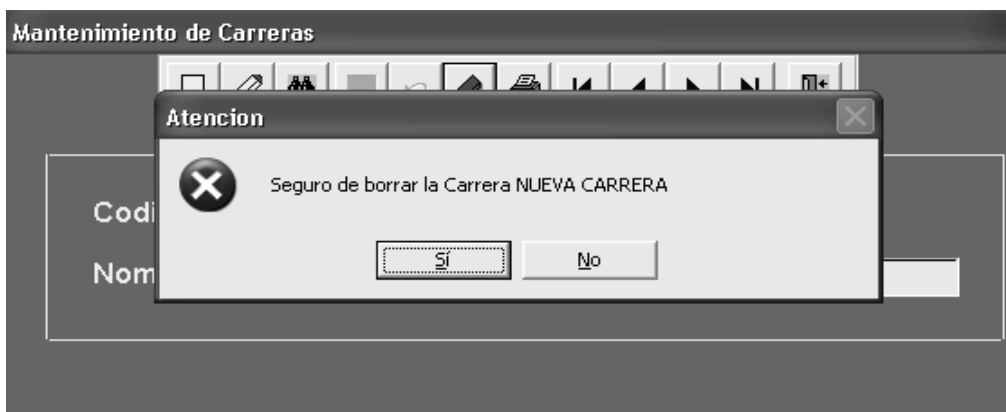 Mantenimiento de Carreras
Atencion
Seguro de borrar la Carrera NUEVA CARRERA
Codi
Nom
Sí
No